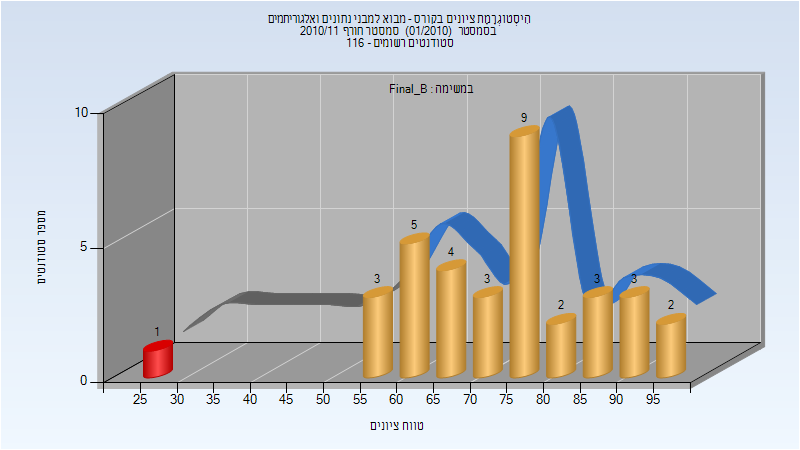 היסטוגרמת ציונים בקורס - מבוא למבני נתונים ואלגוריתמים
בסמסטר (01/2010) סמסטר חורף 2010/11
סטודנטים רשומים - 116
במשימה : Final_B
מספר סטודנטים
10
5
0
1
3
5
4
3
9
2
3
3
2
25 30 35 40 45 50 55 60 65 70 75 80 85 90 95
טווח ציונים